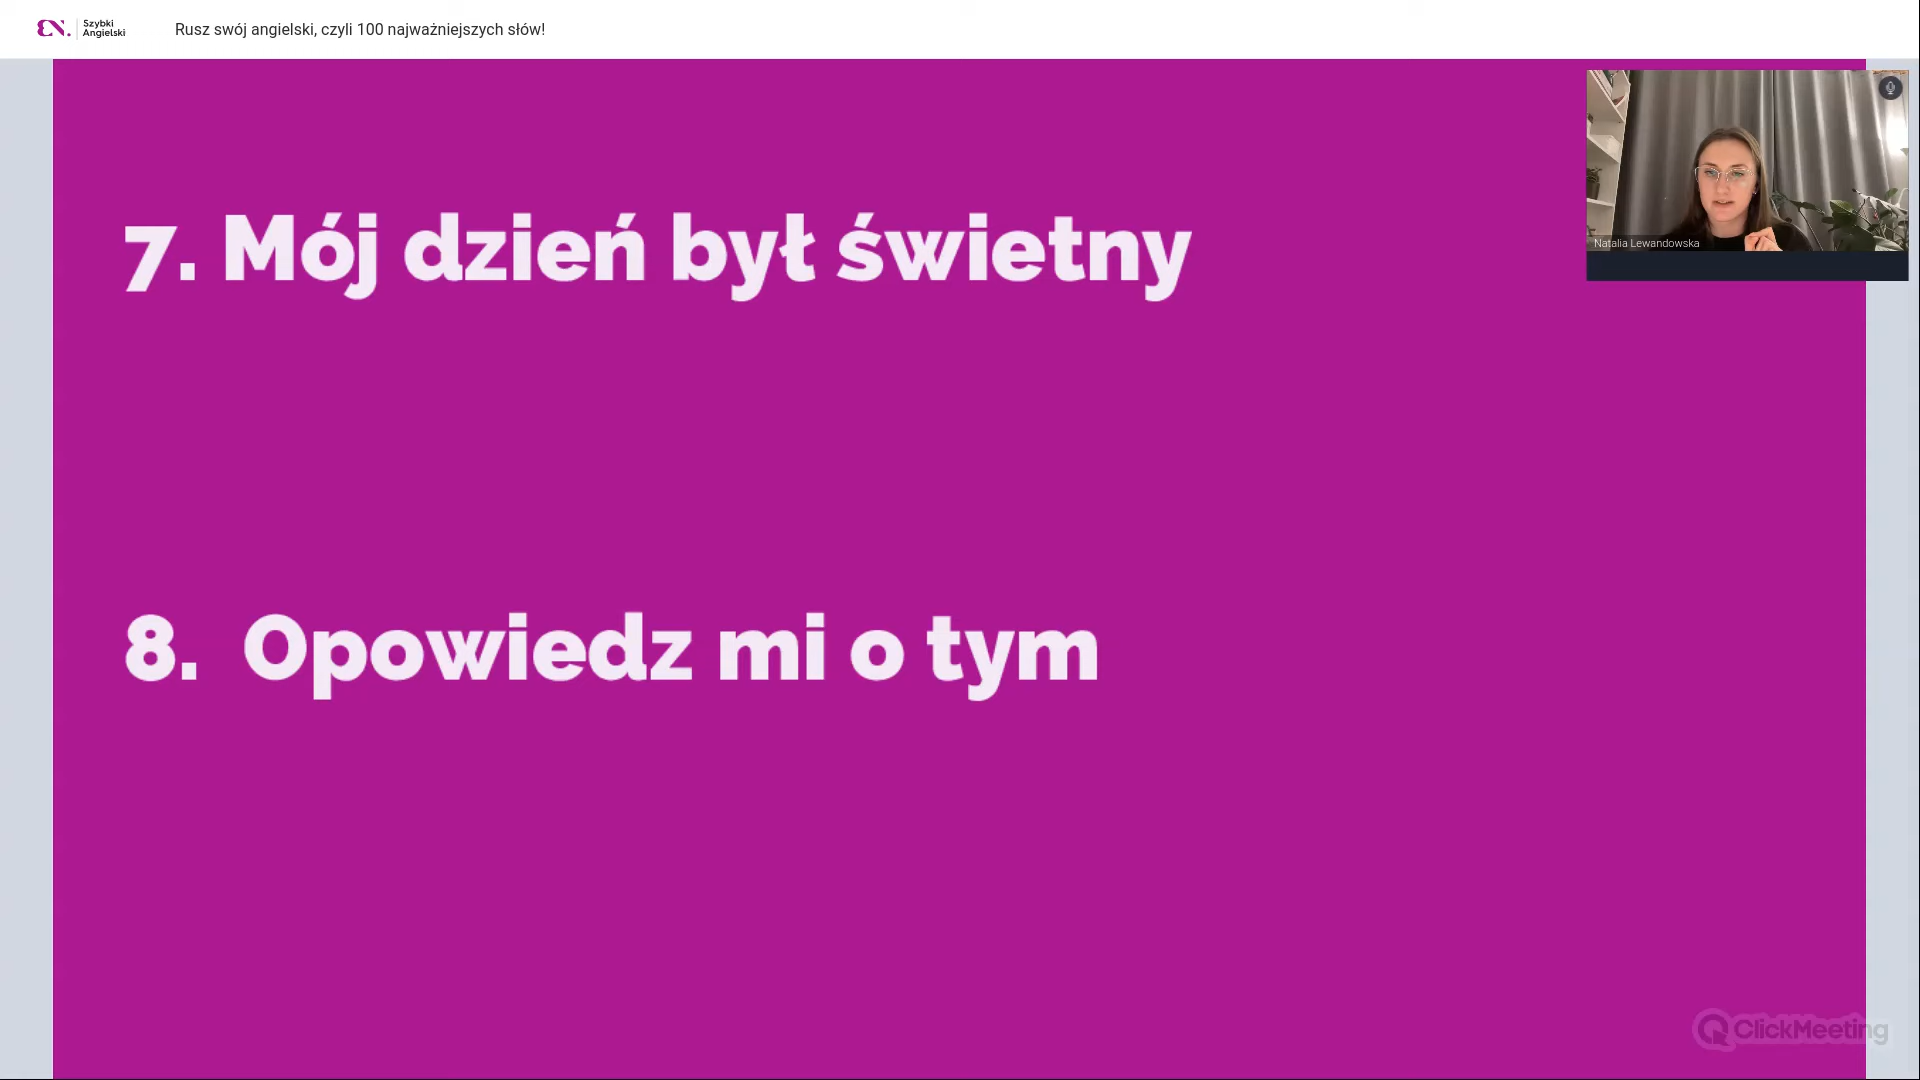 EN. Szybki
Angielski
Rusz swój angielski, czyli 100 najważniejszych słów!
7. Mój dzień był świetny
Natalia Lewandowska
8. Opowiedz mi o tym
ClickMeeting